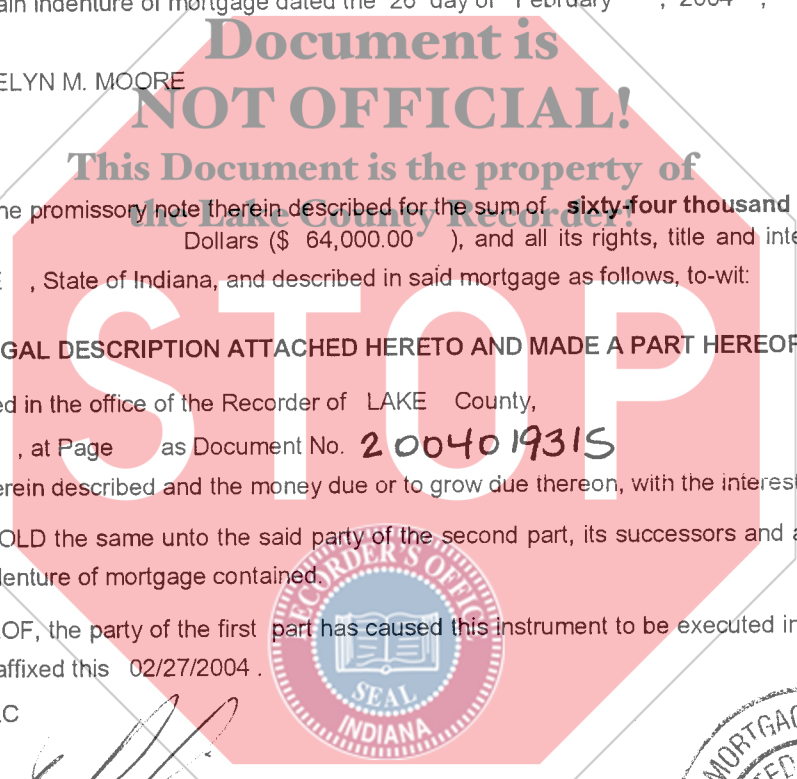 ain indenture of mortgage dated the 26 day of February , 2004 ,
Document is
ELYN M. MOORE
NOT OFFICIAL!
This Document is the property of
the Lake County Recorder!
he promissory note therein described for the sum of sixty-four thousand
Dollars ($ 64,000.00 ), and all its rights, title and inte
E , State of Indiana, and described in said mortgage as follows, to-wit:
STOP
GAL DESCRIPTION ATTACHED HERETO AND MADE A PART HEREOF
ed in the office of the Recorder of LAKE County,
, at Page as Document No. 2004019315
erein described and the money due or to grow due thereon, with the interest
OLD the same unto the said party of the second part, its successors and a
denture of mortgage contained.
RECORDER'S OFFICE
OF, the party of the first part has caused this instrument to be executed in
affixed this 02/27/2004 .
SEAL
INDIANA
LC
MORTGAG